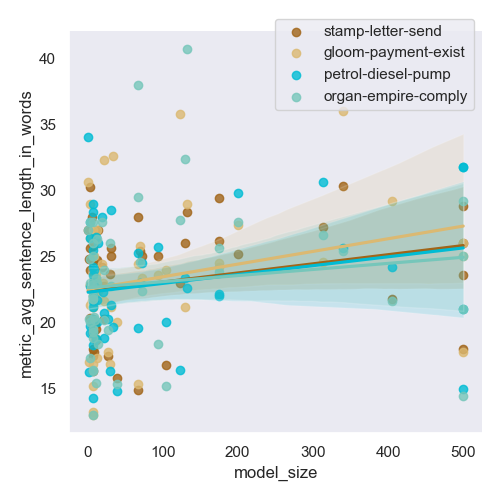 stamp-letter-send
gloom-payment-exist
petrol-diesel-pump
organ-empire-comply
metric_avg_sentence_length_in_words
40
35
30
25
20
15
0 100 200 300 400 500
model_size